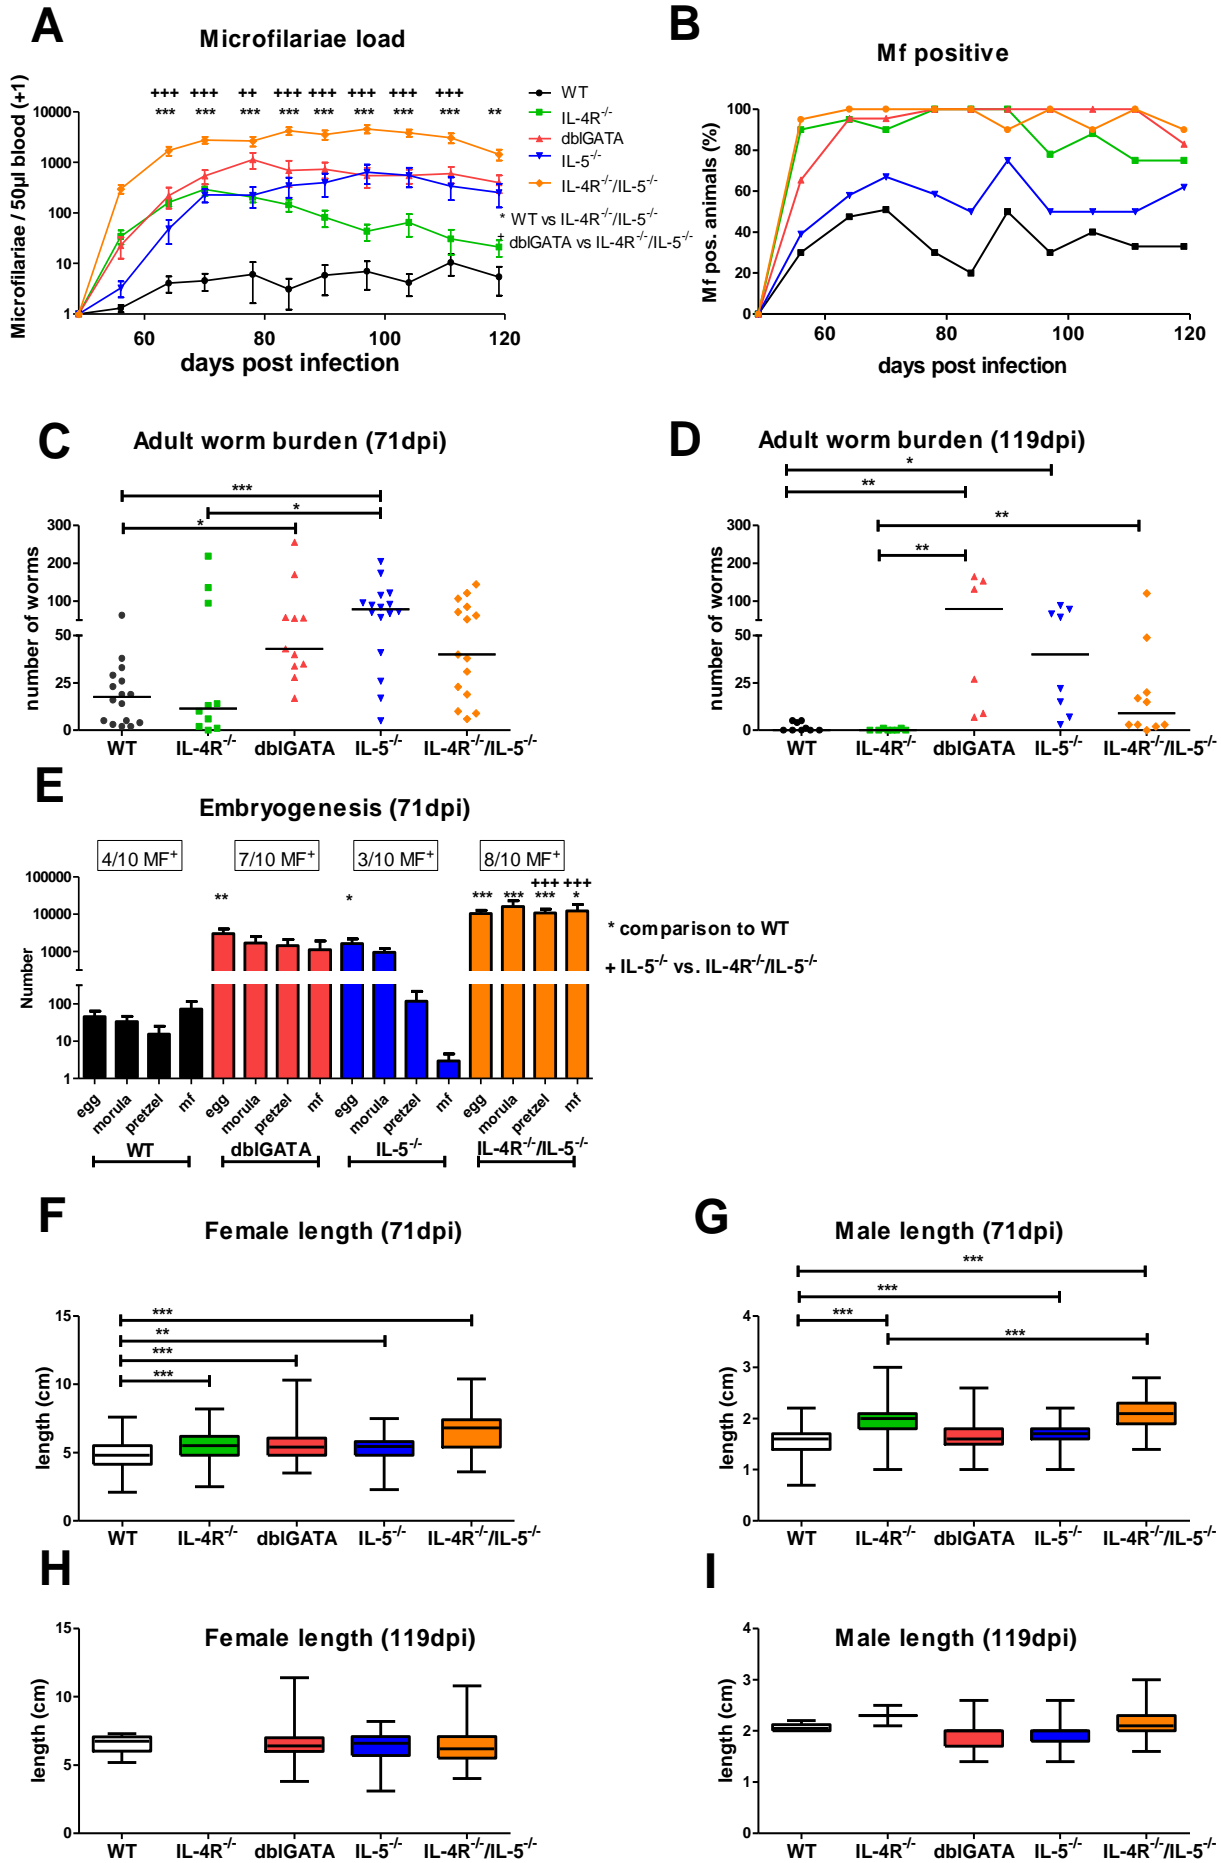 A
Microfilariae load
Microfilariae / 50µl blood (+1)
10000
1000
100
10
1
+++ +++ ++ +++ +++ +++ +++ +++
*** *** *** *** *** *** *** *** **
60 80 100 120
days post infection
WT
IL-4R-/-
dblGATA
IL-5-/-
IL-4R-/-/IL-5-/-
* WT vs IL-4R-/-/IL-5-/-
+ dblGATA vs IL-4R-/-/IL-5-/-
B
Mf positive
Mf pos. animals (%)
100
80
60
40
20
0
60 80 100 120
days post infection
C
Adult worm burden (71dpi)
***
*
*
number of worms
300
200
100
50
25
0
WT IL-4R-/- dblGATA IL-5-/- IL-4R-/-/IL-5-/-
D
Adult worm burden (119dpi)
*
**
**
**
number of worms
300
200
100
50
25
0
WT IL-4R-/- dblGATA IL-5-/- IL-4R-/-/IL-5-/-
E
Embryogenesis (71dpi)
4/10 MF+ 7/10 MF+ 3/10 MF+ 8/10 MF+
Number
100000
10000
1000
100
10
1
+++ +++
** * *** *** *** *
* comparison to WT
+ IL-5-/- vs. IL-4R-/-/IL-5-/-
egg morula pretzel mf egg morula pretzel mf egg morula pretzel mf egg morula pretzel mf
WT dblGATA IL-5-/- IL-4R-/-/IL-5-/-
F
Female length (71dpi)
***
**
***
***
length (cm)
15
10
5
0
WT IL-4R-/- dblGATA IL-5-/- IL-4R-/-/IL-5-/-
G
Male length (71dpi)
***
***
***
***
length (cm)
4
3
2
1
0
WT IL-4R-/- dblGATA IL-5-/- IL-4R-/-/IL-5-/-
H
Female length (119dpi)
length (cm)
15
10
5
0
WT IL-4R-/- dblGATA IL-5-/- IL-4R-/-/IL-5-/-
I
Male length (119dpi)
length (cm)
4
3
2
1
0
WT IL-4R-/- dblGATA IL-5-/- IL-4R-/-/IL-5-/-